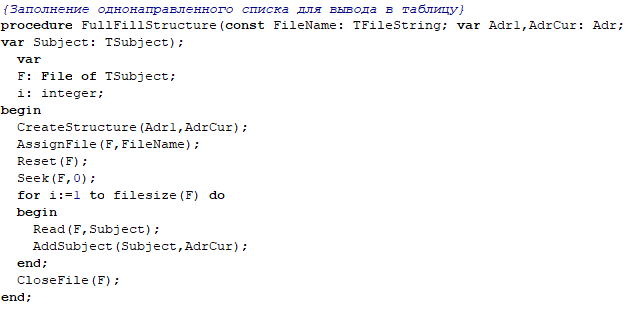 {Заполнение однонаправленного списка для вывода в таблицу}
procedure FullFillStructure(const FileName: TFileString; var Adr1,AdrCur: Adr;
var Subject: TSubject);
  var
  F: File of TSubject;
  i: integer;
begin
  CreateStructure(Adr1,AdrCur);
  AssignFile(F,FileName);
  Reset(F);
  Seek(F,0);
  for i:=1 to filesize(F) do
  begin
    Read(F,Subject);
    AddSubject(Subject,AdrCur);
  end;
  CloseFile(F);
end;